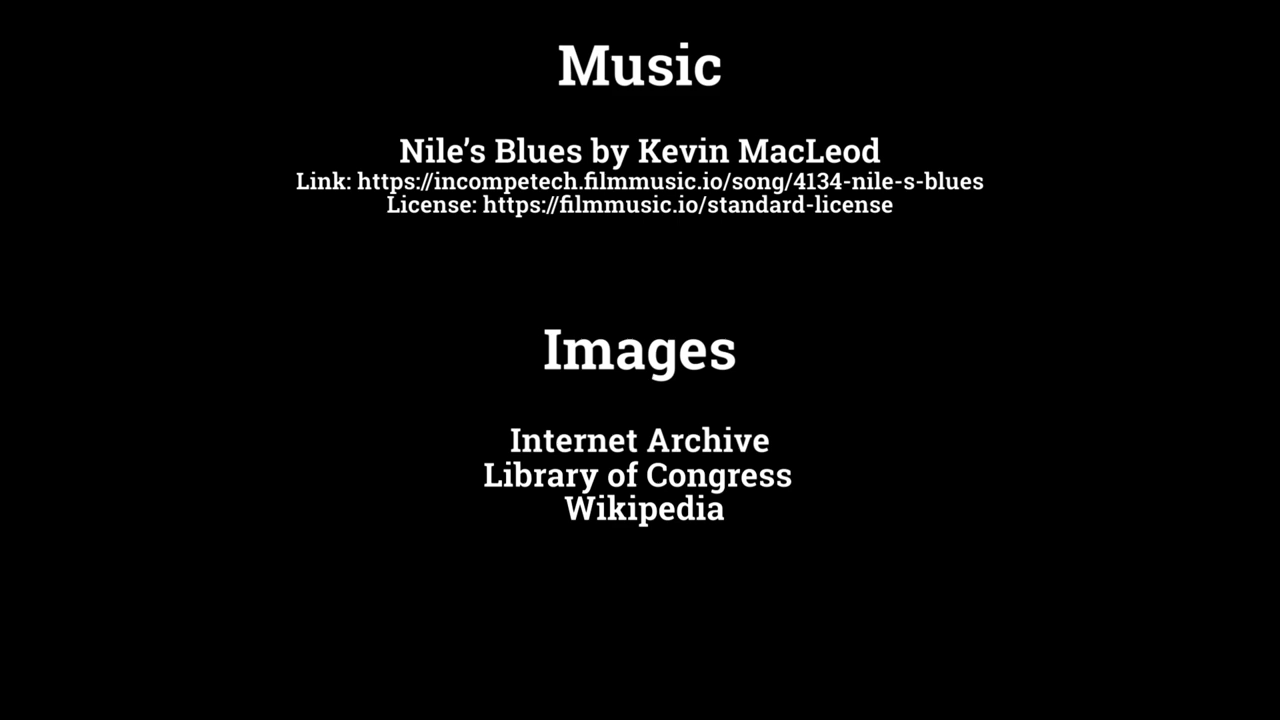 Music
Nile’s Blues by Kevin MacLeod
Link: https://incompetech.filmmusic.io/song/4134-nile-s-blues
License: https://filmmusic.io/standard-license
Images
Internet Archive
Library of Congress
Wikipedia